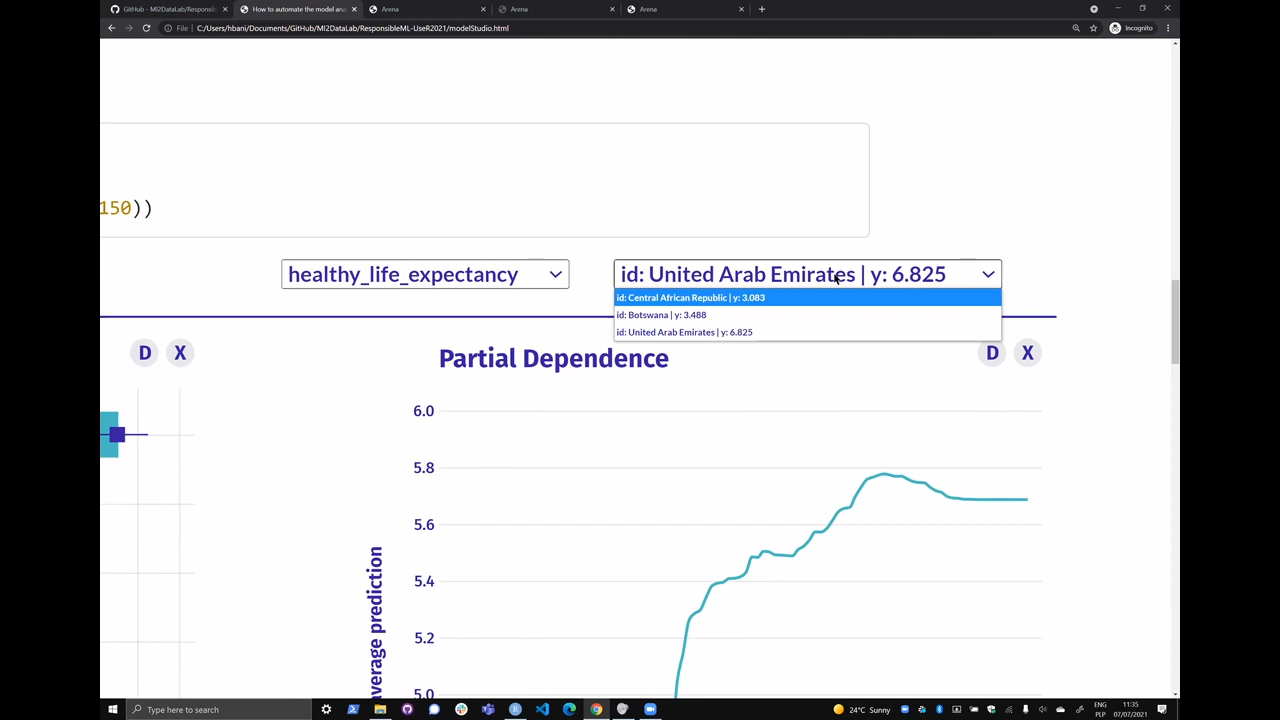 GitHub - MI2DataLab/Responsib
How to automate the model ana
Arena
Arena
Arena
File
C:/Users/hbani/Documents/GitHub/MI2DataLab/ResponsibleML-UseR2021/modelStudio.html
Incognito
150))
healthy_life_expectancy
id: United Arab Emirates | y: 6.825
id: Central African Republic | y: 3.083
id: Botswana | y: 3.488
id: United Arab Emirates | y: 6.825
D X
Partial Dependence
D X
6.0
5.8
5.6
5.4
5.2
5.0
average prediction
Type here to search
24°C Sunny
ENG
PLP
11:35
07/07/2021